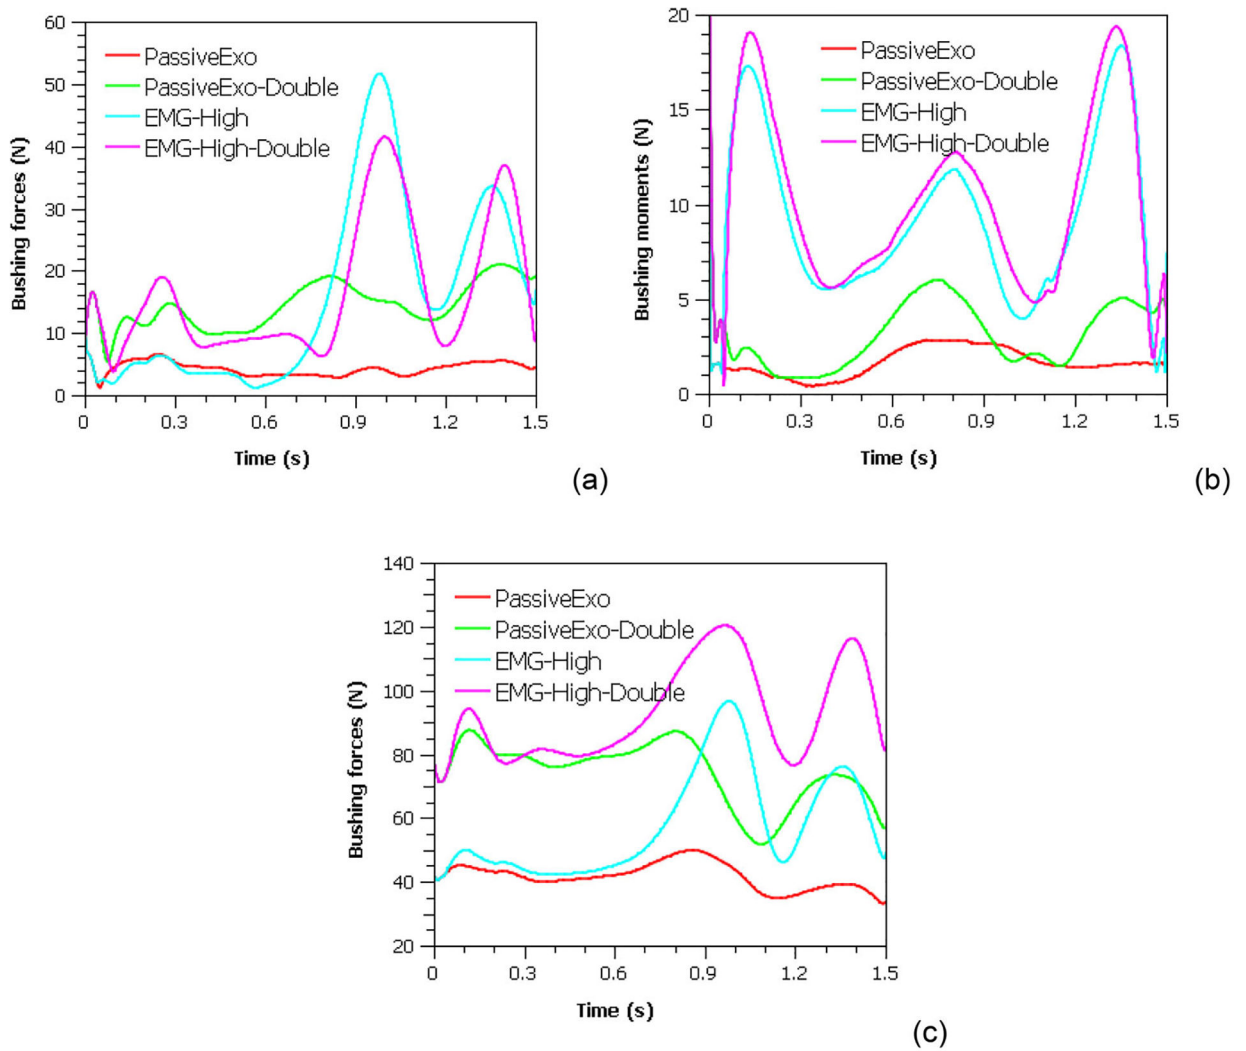 60
50
40
30
20
10
0
Bushing forces (N)
PassiveExo
PassiveExo-Double
EMG-High
EMG-High-Double
0 0.3 0.6 0.9 1.2 1.5
Time (s)
(a)
20
15
10
5
0
Bushing moments (N)
PassiveExo
PassiveExo-Double
EMG-High
EMG-High-Double
0 0.3 0.6 0.9 1.2 1.5
Time (s)
(b)
140
120
100
80
60
40
20
Bushing forces (N)
PassiveExo
PassiveExo-Double
EMG-High
EMG-High-Double
0 0.3 0.6 0.9 1.2 1.5
Time (s)
(c)